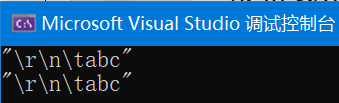 Microsoft Visual Studio 调试控制台
"\r\n\tabc"
"\r\n\tabc"